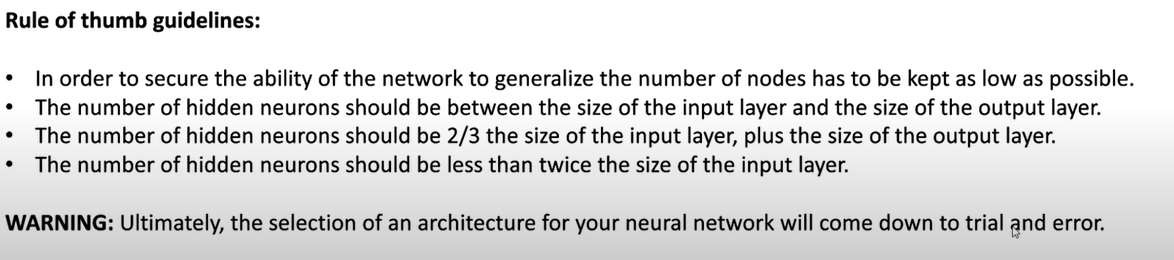 Rule of thumb guidelines:
• In order to secure the ability of the network to generalize the number of nodes has to be kept as low as possible.
• The number of hidden neurons should be between the size of the input layer and the size of the output layer.
• The number of hidden neurons should be 2/3 the size of the input layer, plus the size of the output layer.
• The number of hidden neurons should be less than twice the size of the input layer.
WARNING: Ultimately, the selection of an architecture for your neural network will come down to trial and error.